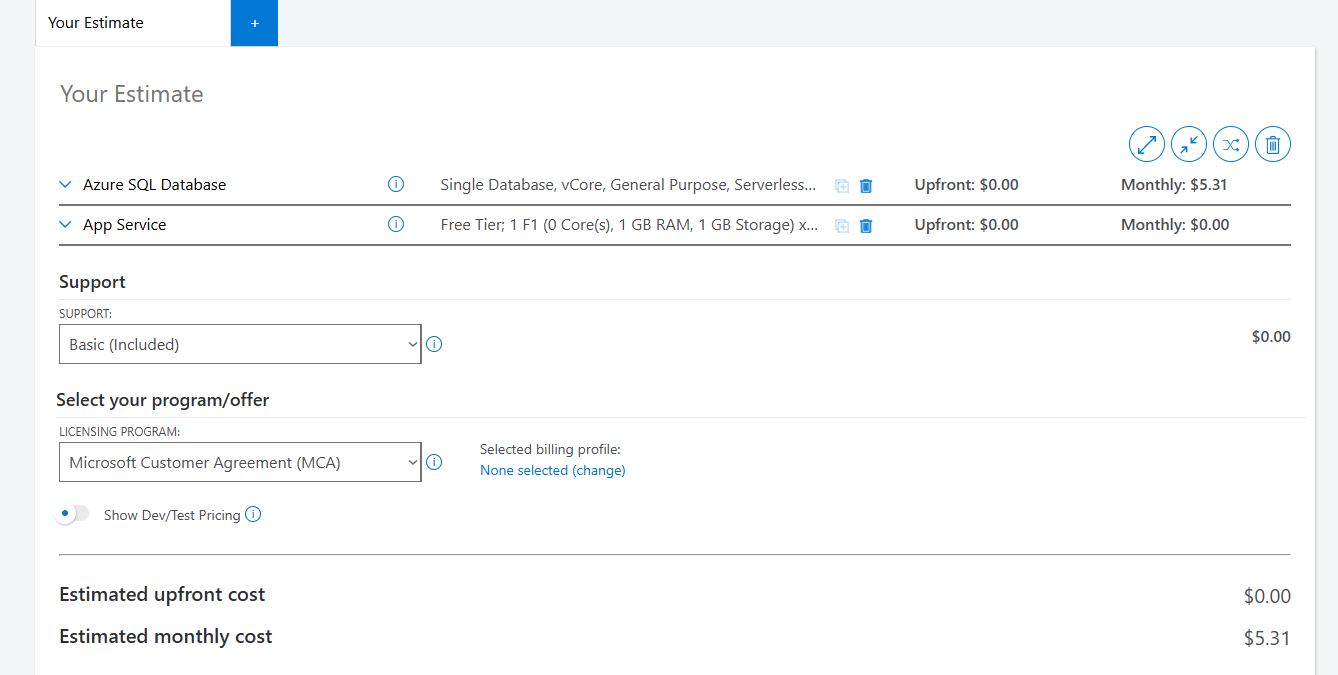 Your Estimate
+
Your Estimate
Azure SQL Database Single Database, vCore, General Purpose, Serverless... Upfront: $0.00 Monthly: $5.31
App Service Free Tier; 1 F1 (0 Core(s), 1 GB RAM, 1 GB Storage) x... Upfront: $0.00 Monthly: $0.00
Support
SUPPORT:
Basic (Included) $0.00
Select your program/offer
LICENSING PROGRAM:
Microsoft Customer Agreement (MCA)
Selected billing profile:
None selected (change)
Show Dev/Test Pricing
Estimated upfront cost $0.00
Estimated monthly cost $5.31